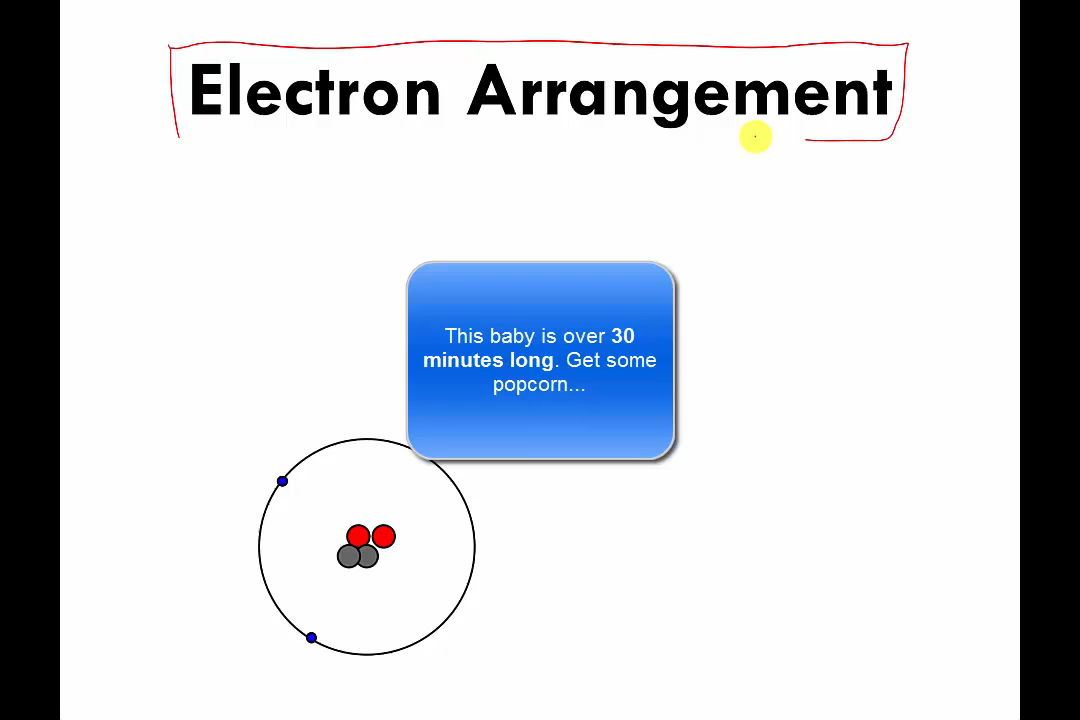 Electron Arrangement
This baby is over 30
minutes long. Get some
popcorn...